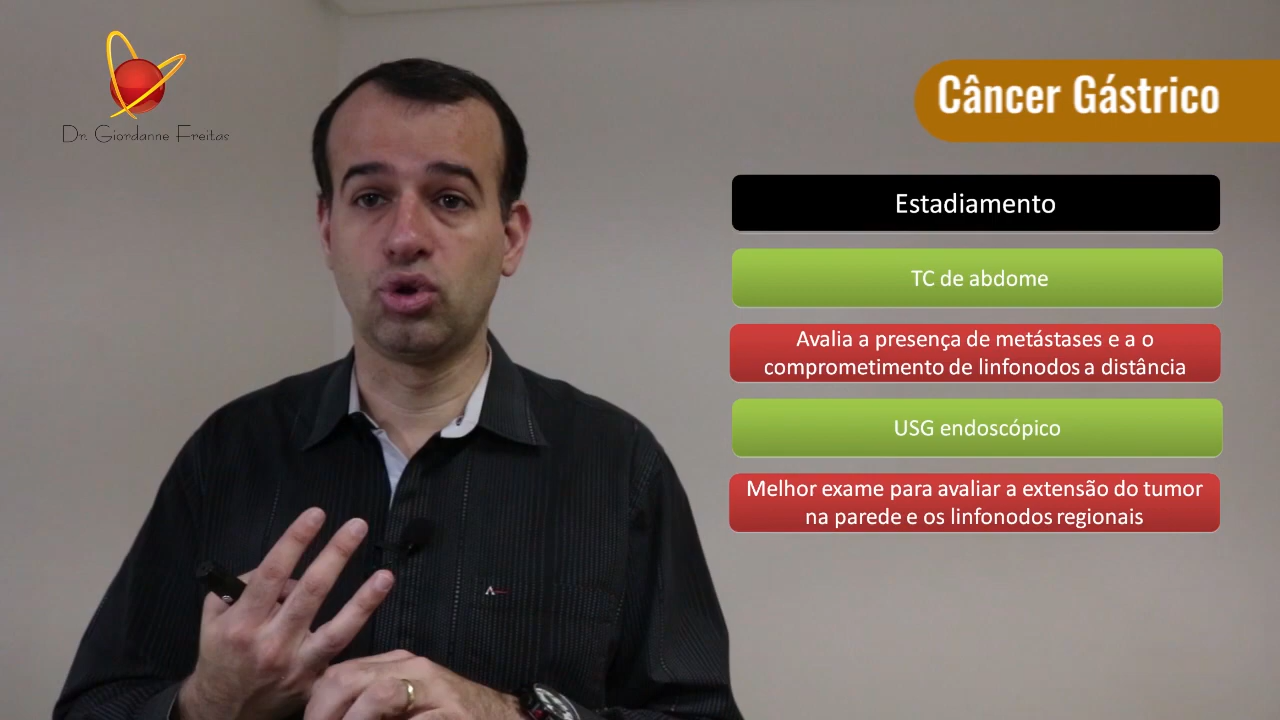 Dr. Giordanne Freitas
Câncer Gástrico
Estadiamento
TC de abdome
Avalia a presença de metástases e a o
comprometimento de linfonodos a distância
USG endoscópico
Melhor exame para avaliar a extensão do tumor
na parede e os linfonodos regionais